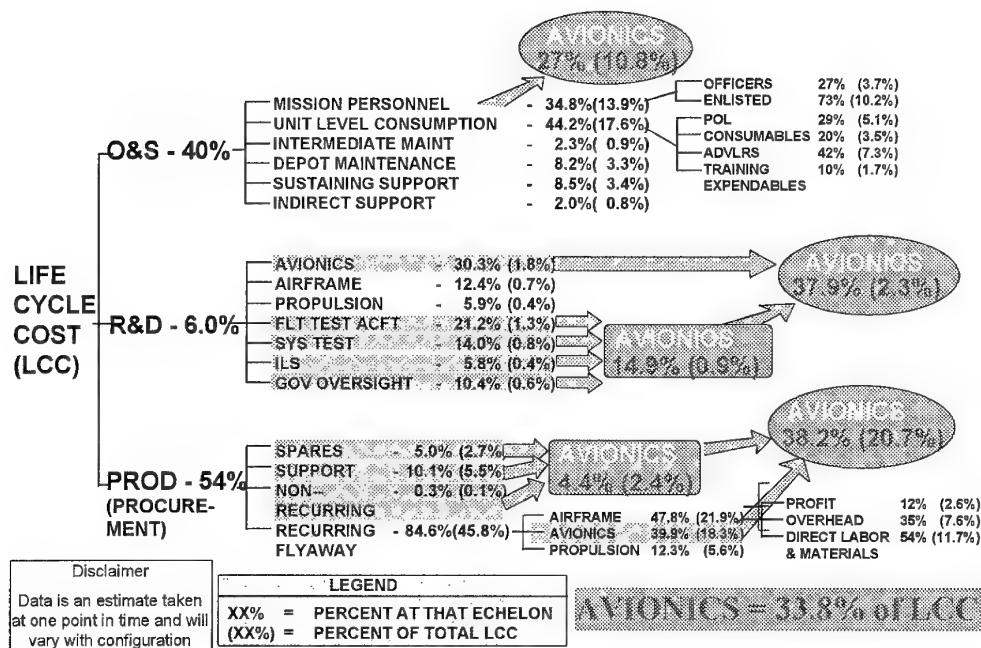 AVIONICS
27% (10.8%)
O&S - 40%
MISSION PERSONNEL - 34.8%(13.9%)
UNIT LEVEL CONSUMPTION - 44.2%(17.6%)
INTERMEDIATE MAINT - 2.3%( 0.9%)
DEPOT MAINTENANCE - 8.2%( 3.3%)
SUSTAINING SUPPORT - 8.5%( 3.4%)
INDIRECT SUPPORT - 2.0%( 0.8%)
OFFICERS 27% (3.7%)
ENLISTED 73% (10.2%)
POL 29% (5.1%)
CONSUMABLES 20% (3.5%)
ADVLRS 42% (7.3%)
TRAINING 10% (1.7%)
EXPENDABLES
LIFE
CYCLE
COST
(LCC)
R&D - 6.0%
AVIONICS - 30.3% (1.8%)
AIRFRAME - 12.4% (0.7%)
PROPULSION - 5.9% (0.4%)
FLT TEST ACFT - 21.2% (1.3%)
SYS TEST - 14.0% (0.8%)
ILS - 5.8% (0.4%)
GOV OVERSIGHT - 10.4% (0.6%)
AVIONICS
14.9% (0.9%)
AVIONICS
37.9% (2.3%)
PROD - 54%
(PROCURE-
MENT)
SPARES - 5.0% (2.7%
SUPPORT - 10.1% (5.5%)
NON-- - 0.3% (0.1%)
RECURRING
RECURRING - 84.6%(45.8%)
FLYAWAY
AVIONICS
4.4% (2.4%)
AVIONICS
38.2% (20.7%)
AIRFRAME 47.8% (21.9%)
AVIONICS 39.9% (18.3%)
PROPULSION 12.3% (5.6%)
PROFIT 12% (2.6%)
OVERHEAD 35% (7.6%)
DIRECT LABOR 54% (11.7%)
& MATERIALS
Disclaimer
Data is an estimate taken
at one point in time and will
vary with configuration
LEGEND
XX% = PERCENT AT THAT ECHELON
(XX%) = PERCENT OF TOTAL LCC
AVIONICS = 33.8% of LCC